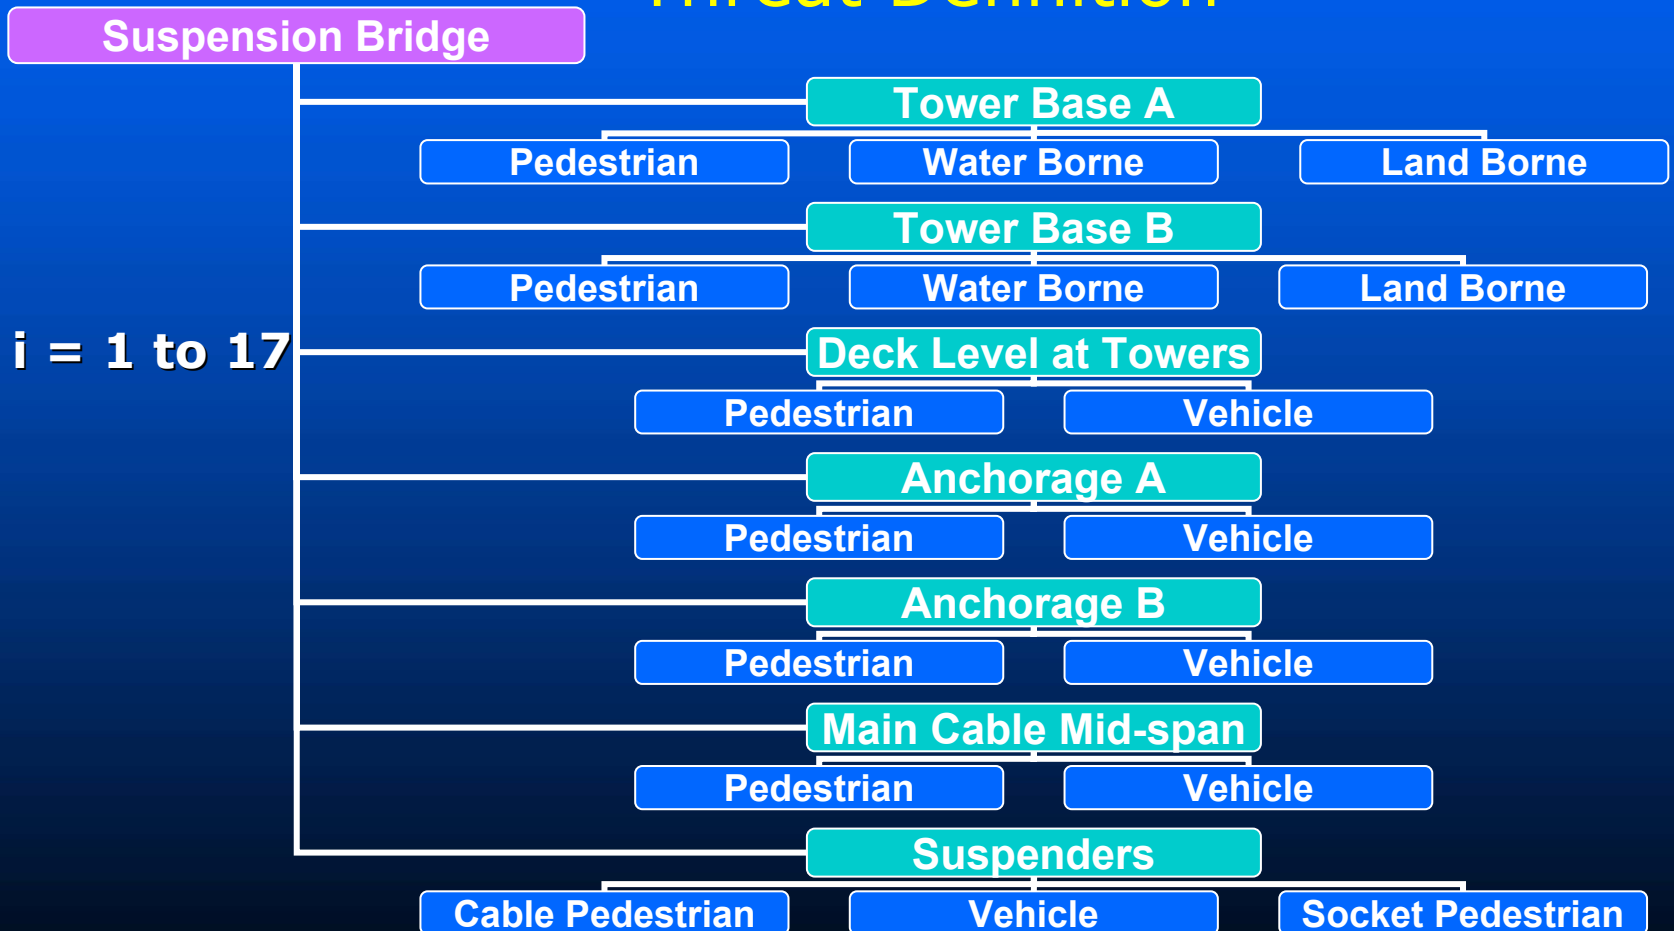 Threat Definition
Suspension Bridge
Tower Base A
Pedestrian
Water Borne
Land Borne
Tower Base B
Pedestrian
Water Borne
Land Borne
i = 1 to 17
Deck Level at Towers
Pedestrian
Vehicle
Anchorage A
Pedestrian
Vehicle
Anchorage B
Pedestrian
Vehicle
Main Cable Mid-span
Pedestrian
Vehicle
Suspenders
Cable Pedestrian
Vehicle
Socket Pedestrian